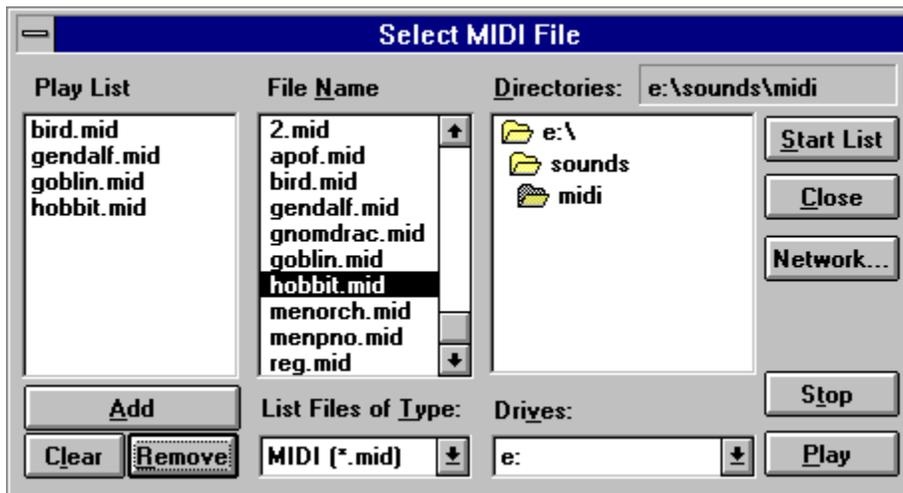 Select MIDI File
Play List
bird.mid
gendalf.mid
goblin.mid
hobbit.mid
Add
Clear
Remove
File Name
2.mid
apof.mid
bird.mid
gendalf.mid
gnomdrac.mid
goblin.mid
hobbit.mid
menorch.mid
menpno.mid
reg.mid
List Files of Type:
MIDI (*.mid)
Directories:
e:\sounds\midi
e:\
sounds
midi
Drives:
e:
Start List
Close
Network...
Stop
Play